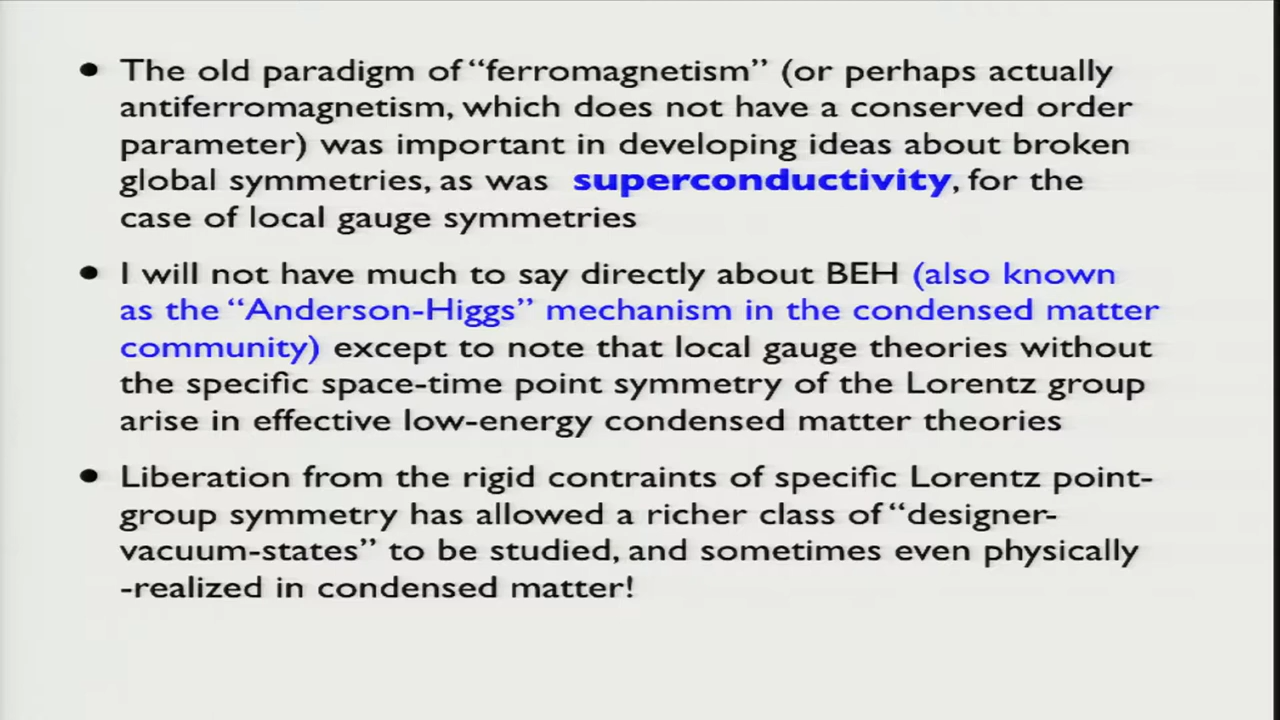 • The old paradigm of “ferromagnetism” (or perhaps actually
antiferromagnetism, which does not have a conserved order
parameter) was important in developing ideas about broken
global symmetries, as was superconductivity, for the
case of local gauge symmetries
• I will not have much to say directly about BEH (also known
as the “Anderson-Higgs” mechanism in the condensed matter
community) except to note that local gauge theories without
the specific space-time point symmetry of the Lorentz group
arise in effective low-energy condensed matter theories
• Liberation from the rigid contraints of specific Lorentz point-
group symmetry has allowed a richer class of “designer-
vacuum-states” to be studied, and sometimes even physically
-realized in condensed matter!